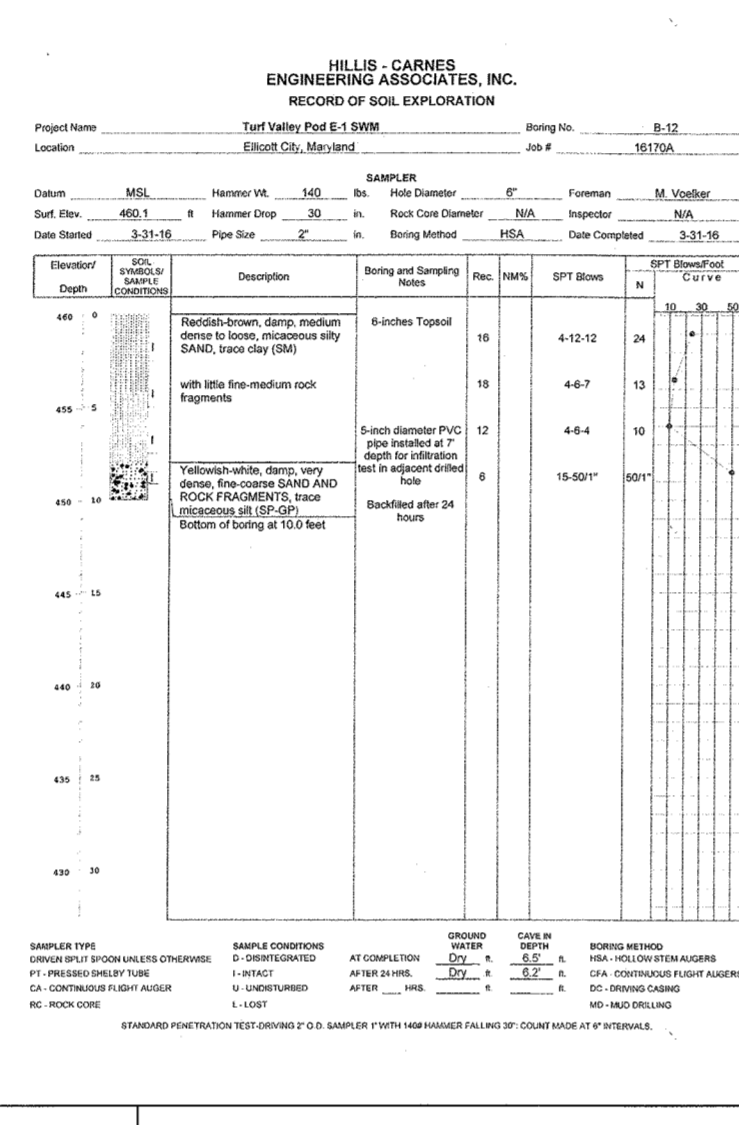 HILLIS - CARNES
ENGINEERING ASSOCIATES, INC.
RECORD OF SOIL EXPLORATION
Project Name Turf Valley Pod E-1 SWM Boring No. B-12
Location Ellicott City, Maryland Job # 16170A
SAMPLER
Datum MSL Hammer Wt. 140 lbs. Hole Diameter 6" Foreman M. Voelker
Surf. Elev. 460.1 ft Hammer Drop 30 in. Rock Core Diameter N/A Inspector N/A
Date Started 3-31-16 Pipe Size 2" in. Boring Method HSA Date Completed 3-31-16
Elevation/ Depth SOIL SYMBOLS/ SAMPLE CONDITIONS Description Boring and Sampling Notes Rec. NM% SPT Blows SPT Blows/Foot
N Curve
10 30 50
460 0
Reddish-brown, damp, medium 6-inches Topsoil
dense to loose, micaceous silty 16 4-12-12 24
SAND, trace clay (SM)
I
with little fine-medium rock 18 4-6-7 13
fragments
I
455 5
5-inch diameter PVC 12 4-6-4 10
pipe installed at 7'
I
depth for infiltration
Yellowish-white, damp, very test in adjacent drilled 6 15-50/1" 50/1"
dense, fine-coarse SAND AND hole
I
ROCK FRAGMENTS, trace
450 10
micaceous silt (SP-GP) Backfilled after 24
Bottom of boring at 10.0 feet hours
445 15
440 20
435 25
430 30
GROUND WATER CAVE IN DEPTH
SAMPLER TYPE SAMPLE CONDITIONS BORING METHOD
DRIVEN SPLIT SPOON UNLESS OTHERWISE D - DISINTEGRATED AT COMPLETION Dry ft. 6.5' ft. HSA - HOLLOW STEM AUGERS
PT - PRESSED SHELBY TUBE I - INTACT AFTER 24 HRS. Dry ft. 6.2' ft. CFA - CONTINUOUS FLIGHT AUGERS
CA - CONTINUOUS FLIGHT AUGER U - UNDISTURBED AFTER ____ HRS. ft. ft. DC - DRIVING CASING
RC - ROCK CORE L - LOST MD - MUD DRILLING
STANDARD PENETRATION TEST-DRIVING 2" O.D. SAMPLER 1' WITH 140# HAMMER FALLING 30": COUNT MADE AT 6" INTERVALS.